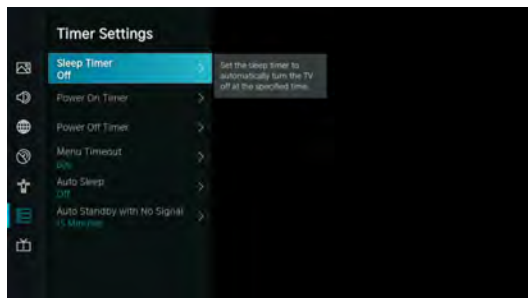 Timer Settings
Sleep Timer
Off
Set the sleep timer to
automatically turn the TV
off at the specified time.
Power On Timer
Power Off Timer
Menu Timeout
60s
Auto Sleep
Off
Auto Standby with No Signal
15 Minutes